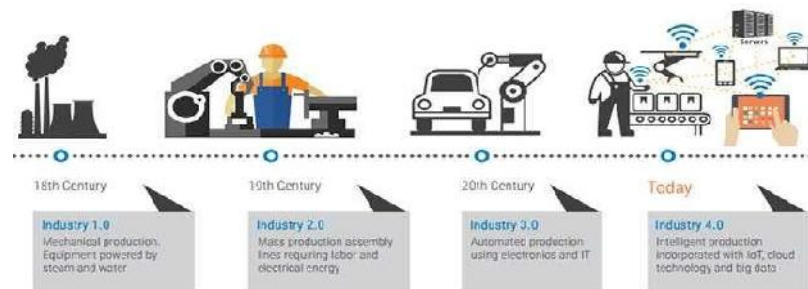 Servers
18th Century
19th Century
20th Century
Today
Industry 1.0
Mechanical production.
Equipment powered by
steam and water
Industry 2.0
Mass production assembly
lines requiring labor and
electrical energy
Industry 3.0
Automated production
using electronics and IT
Industry 4.0
Intelligent production
incorporated with IoT, cloud
technology and big data